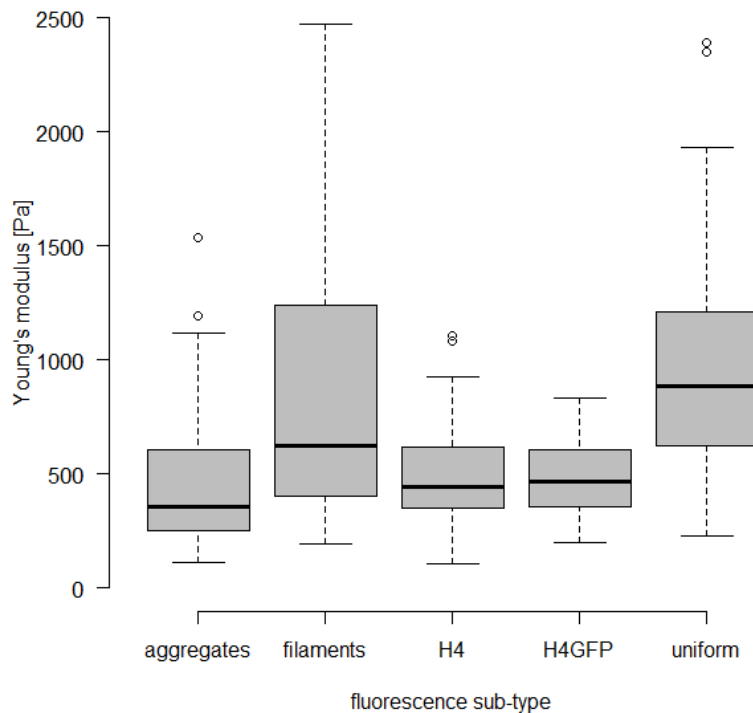 Young's modulus [Pa]
2500
2000
1500
1000
500
0
aggregates filaments H4 H4GFP uniform
fluorescence sub-type